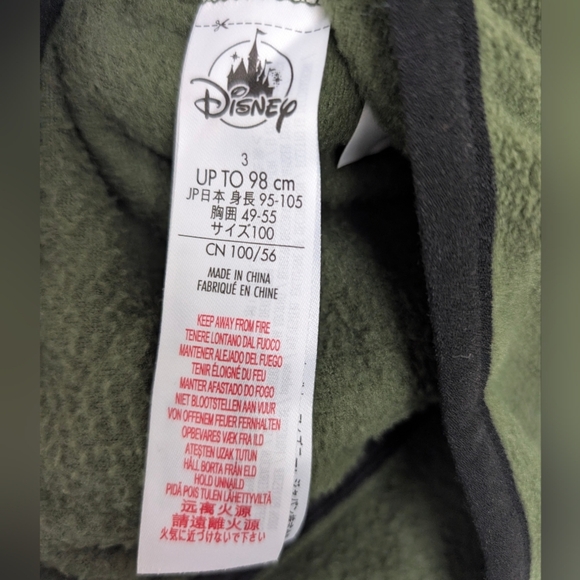 Disney
3
UP TO 98 cm
JP日本 身長 95-105
胸囲 49-55
サイズ100
CN 100/56
MADE IN CHINA
FABRIQUÉ EN CHINE
KEEP AWAY FROM FIRE
TENERE LONTANO DAL FUOCO
MANTENER ALEJADO DEL FUEGO
TENIR ÉLOIGNÉ DU FEU
MANTER AFASTADO DO FOGO
NIET BLOOTSTELLEN AAN VUUR
VON OFFENEM FEUER FERNHALTEN
OPBEVARES VÆK FRA ILD
ATEŞTEN UZAK TUTUN
HÅLL BORTA FRÅN ELD
HOLD UNNAILD
PIDÄ POIS TULEN LÄHETTYVILTÄ
远离火源
請遠離火源
火気に近づけないで下さい